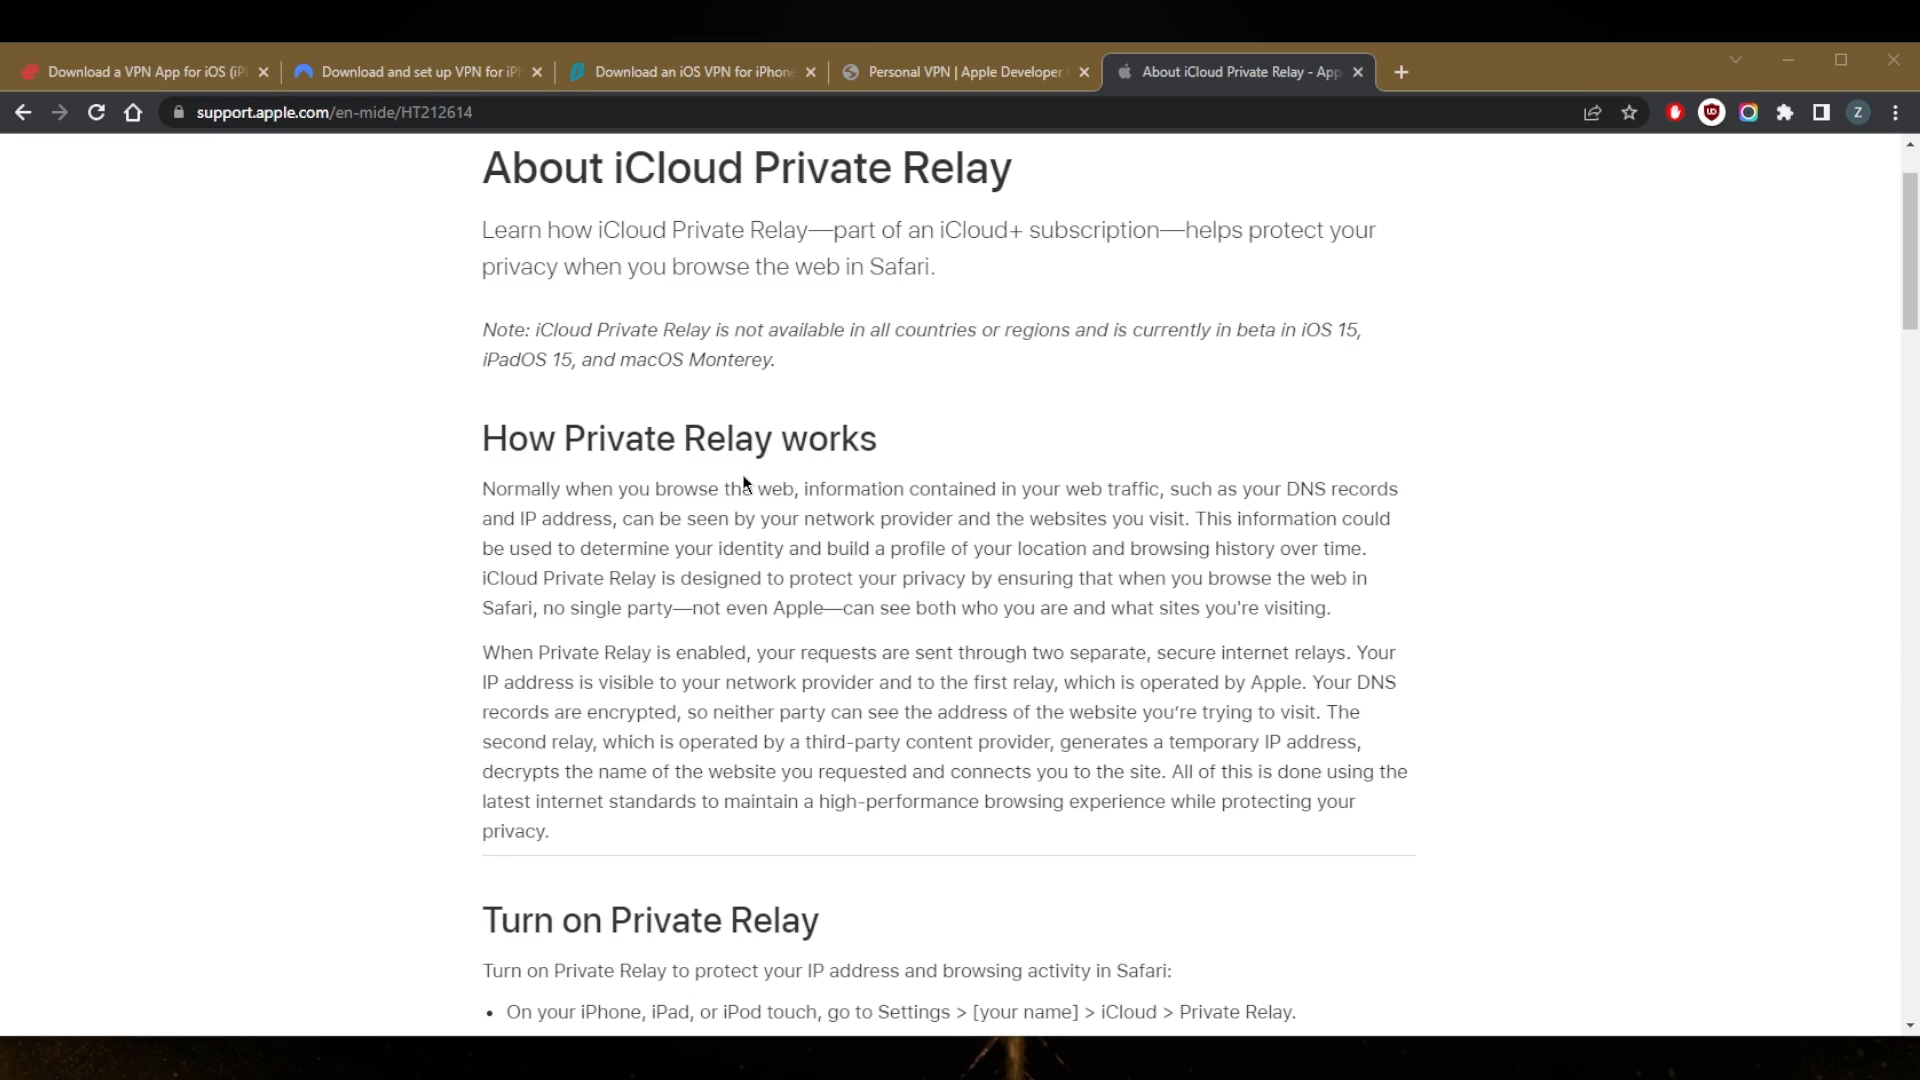 Download a VPN App for iOS (iP
Download and set up VPN for iP
Download an iOS VPN for iPhon
Personal VPN | Apple Developer
About iCloud Private Relay - App
support.apple.com/en-mide/HT212614
Z
About iCloud Private Relay
Learn how iCloud Private Relay—part of an iCloud+ subscription—helps protect your
privacy when you browse the web in Safari.
Note: iCloud Private Relay is not available in all countries or regions and is currently in beta in iOS 15,
iPadOS 15, and macOS Monterey.
How Private Relay works
Normally when you browse the web, information contained in your web traffic, such as your DNS records
and IP address, can be seen by your network provider and the websites you visit. This information could
be used to determine your identity and build a profile of your location and browsing history over time.
iCloud Private Relay is designed to protect your privacy by ensuring that when you browse the web in
Safari, no single party—not even Apple—can see both who you are and what sites you're visiting.
When Private Relay is enabled, your requests are sent through two separate, secure internet relays. Your
IP address is visible to your network provider and to the first relay, which is operated by Apple. Your DNS
records are encrypted, so neither party can see the address of the website you’re trying to visit. The
second relay, which is operated by a third-party content provider, generates a temporary IP address,
decrypts the name of the website you requested and connects you to the site. All of this is done using the
latest internet standards to maintain a high-performance browsing experience while protecting your
privacy.
Turn on Private Relay
Turn on Private Relay to protect your IP address and browsing activity in Safari:
• On your iPhone, iPad, or iPod touch, go to Settings > [your name] > iCloud > Private Relay.